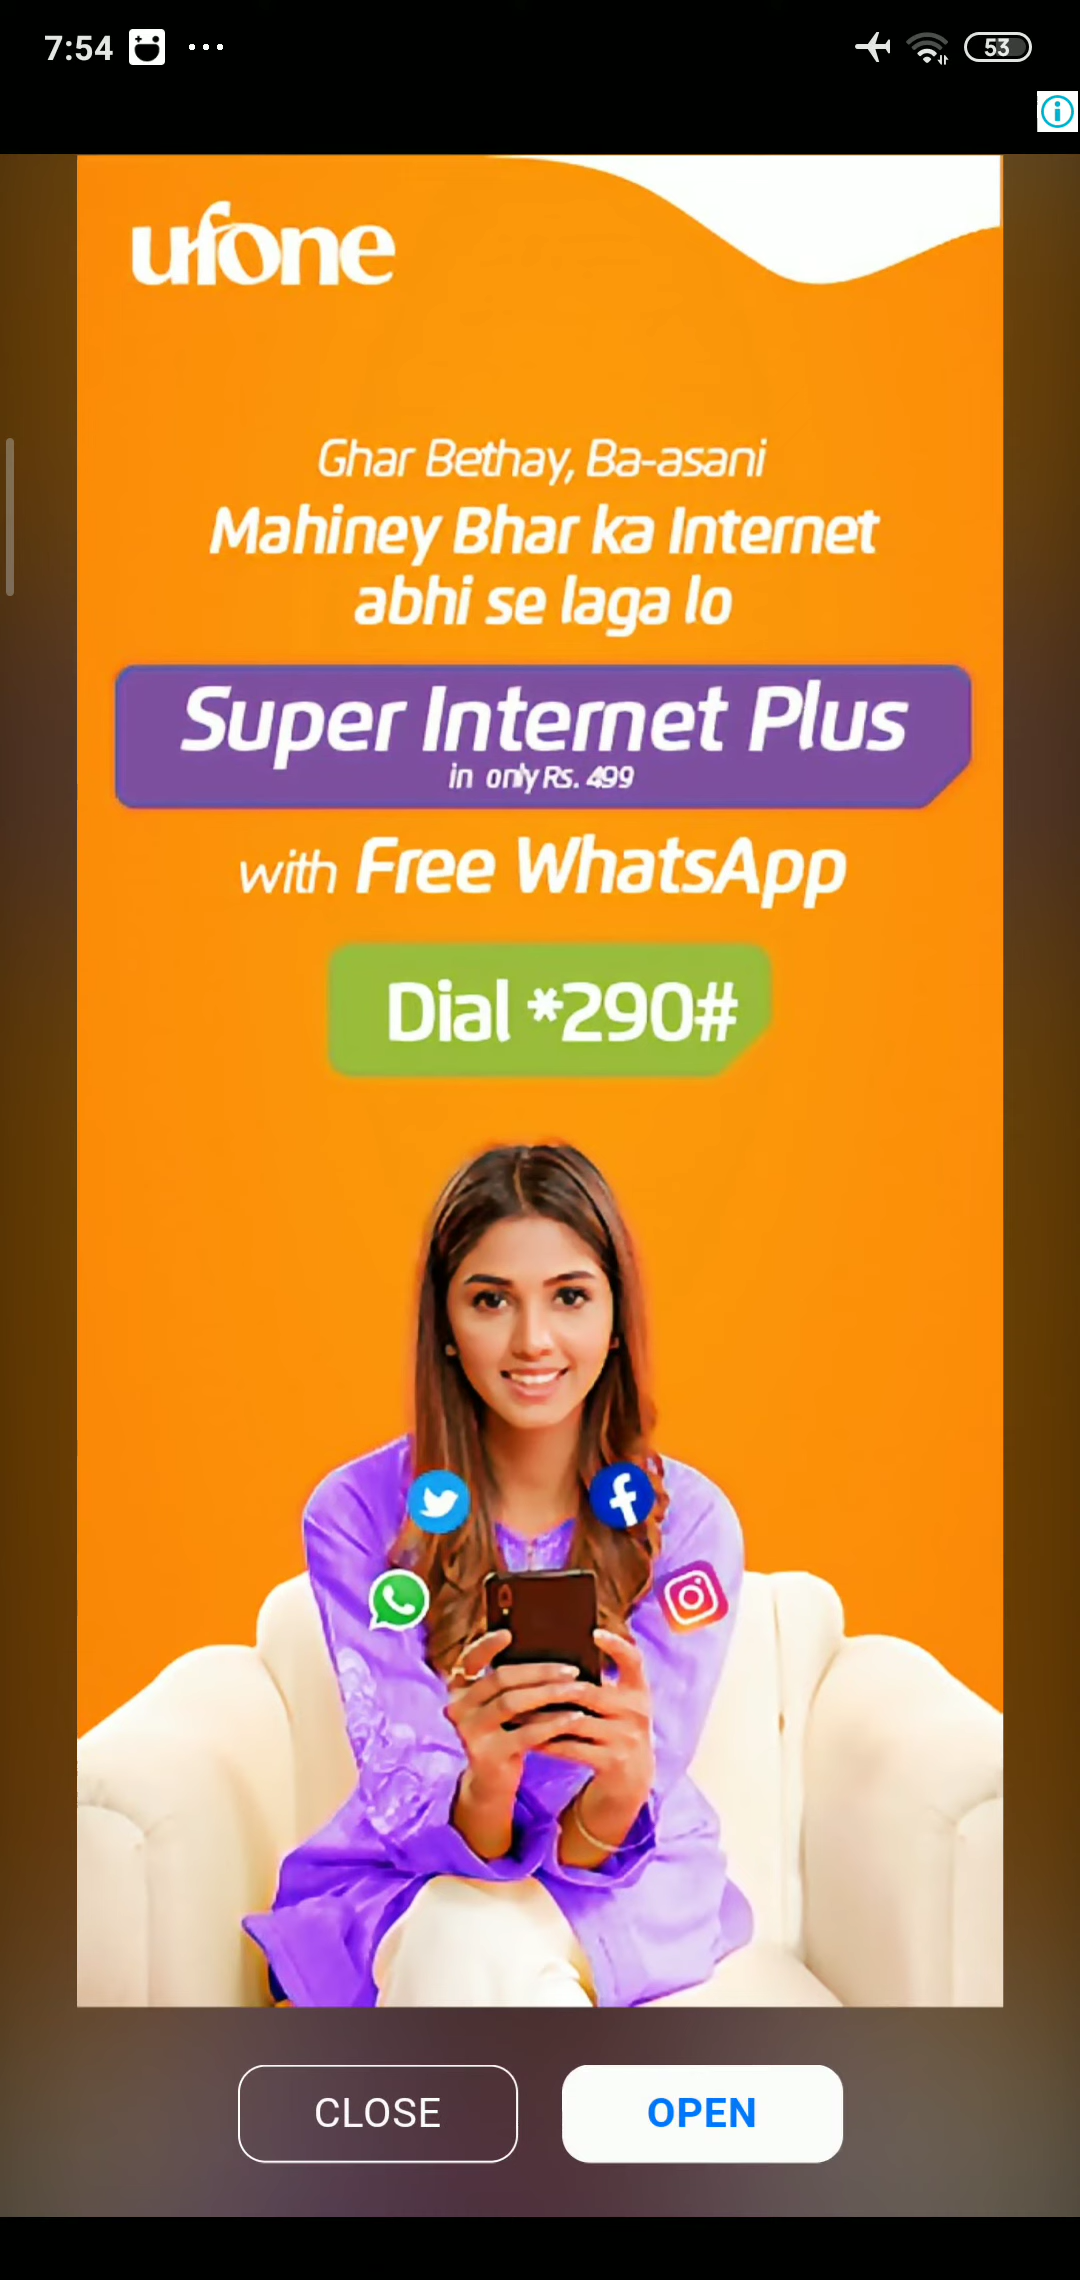 7:54
53
ufone
Ghar Bethay, Ba-asani
Mahiney Bhar ka Internet
abhi se laga lo
Super Internet Plus
in only Rs. 499
with Free WhatsApp
Dial *290#
CLOSE
OPEN